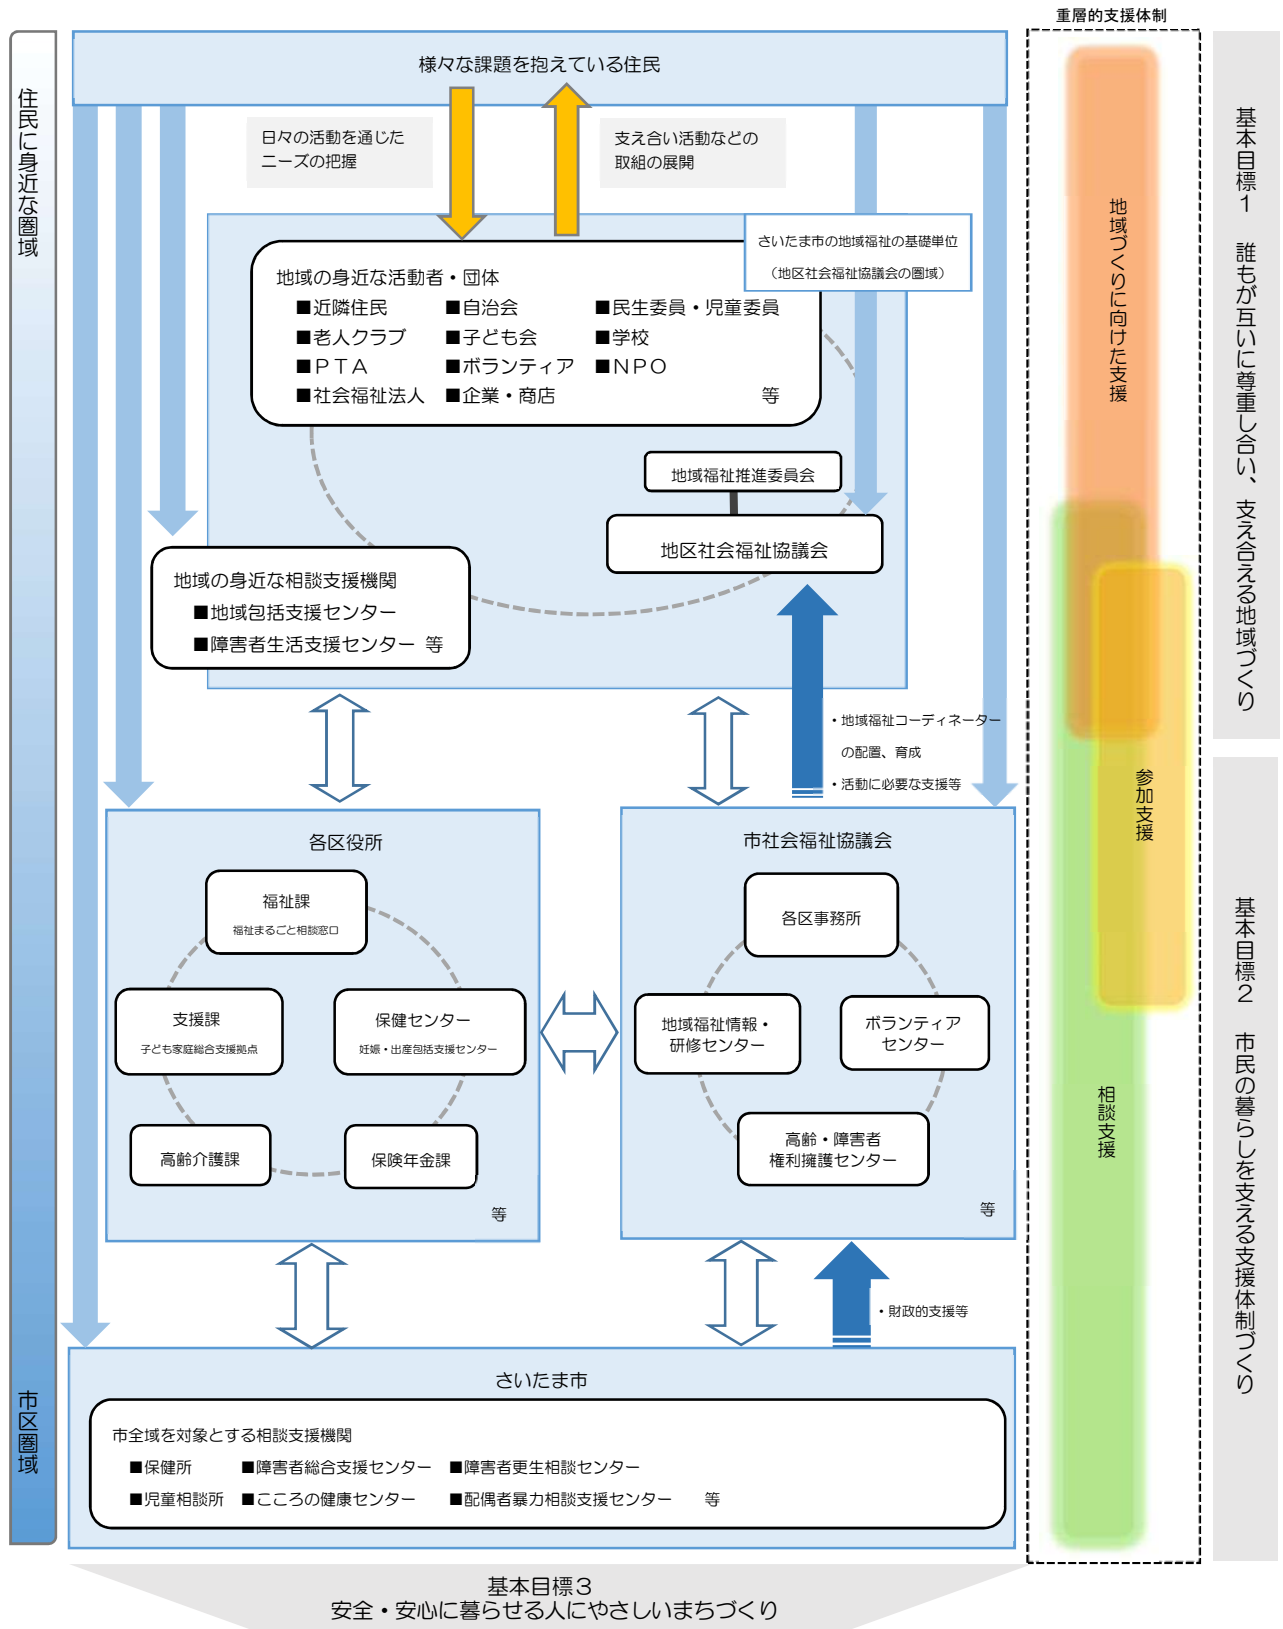 重層的支援体制
様々な課題を抱えている住民
住民に身近な圏域
日々の活動を通じた
ニーズの把握
支え合い活動などの
取組の展開
さいたま市の地域福祉の基礎単位
（地区社会福祉協議会の圏域）
地域の身近な活動者・団体
■近隣住民 ■自治会 ■民生委員・児童委員
■老人クラブ ■子ども会 ■学校
■ＰＴＡ ■ボランティア ■ＮＰＯ
■社会福祉法人 ■企業・商店 等
地域福祉推進委員会
地区社会福祉協議会
地域の身近な相談支援機関
■地域包括支援センター
■障害者生活支援センター 等
・地域福祉コーディネーター
の配置、育成
・活動に必要な支援等
各区役所
福祉課
福祉まるごと相談窓口
支援課
子ども家庭総合支援拠点
保健センター
妊娠・出産包括支援センター
高齢介護課
保険年金課
等
市社会福祉協議会
各区事務所
地域福祉情報・
研修センター
ボランティア
センター
高齢・障害者
権利擁護センター
等
・財政的支援等
さいたま市
市全域を対象とする相談支援機関
■保健所 ■障害者総合支援センター ■障害者更生相談センター
■児童相談所 ■こころの健康センター ■配偶者暴力相談支援センター 等
市区圏域
地域づくりに向けた支援
参加支援
相談支援
基本目標１ 誰もが互いに尊重し合い、支え合える地域づくり
基本目標２ 市民の暮らしを支える支援体制づくり
基本目標３
安全・安心に暮らせる人にやさしいまちづくり